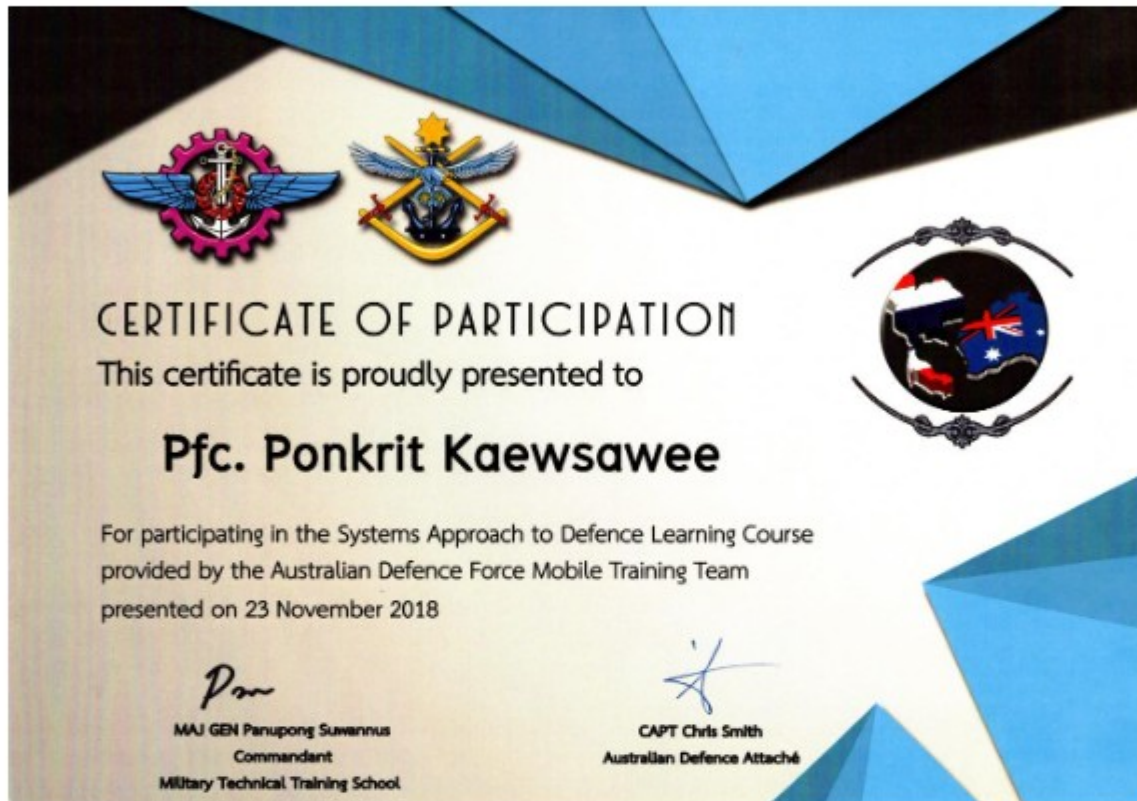 CERTIFICATE OF PARTICIPATION
This certificate is proudly presented to
Pfc. Ponkrit Kaewsawee
For participating in the Systems Approach to Defence Learning Course
provided by the Australian Defence Force Mobile Training Team
presented on 23 November 2018
MAJ GEN Panupong Suwannus
Commandant
Military Technical Training School
CAPT Chris Smith
Australian Defence Attaché